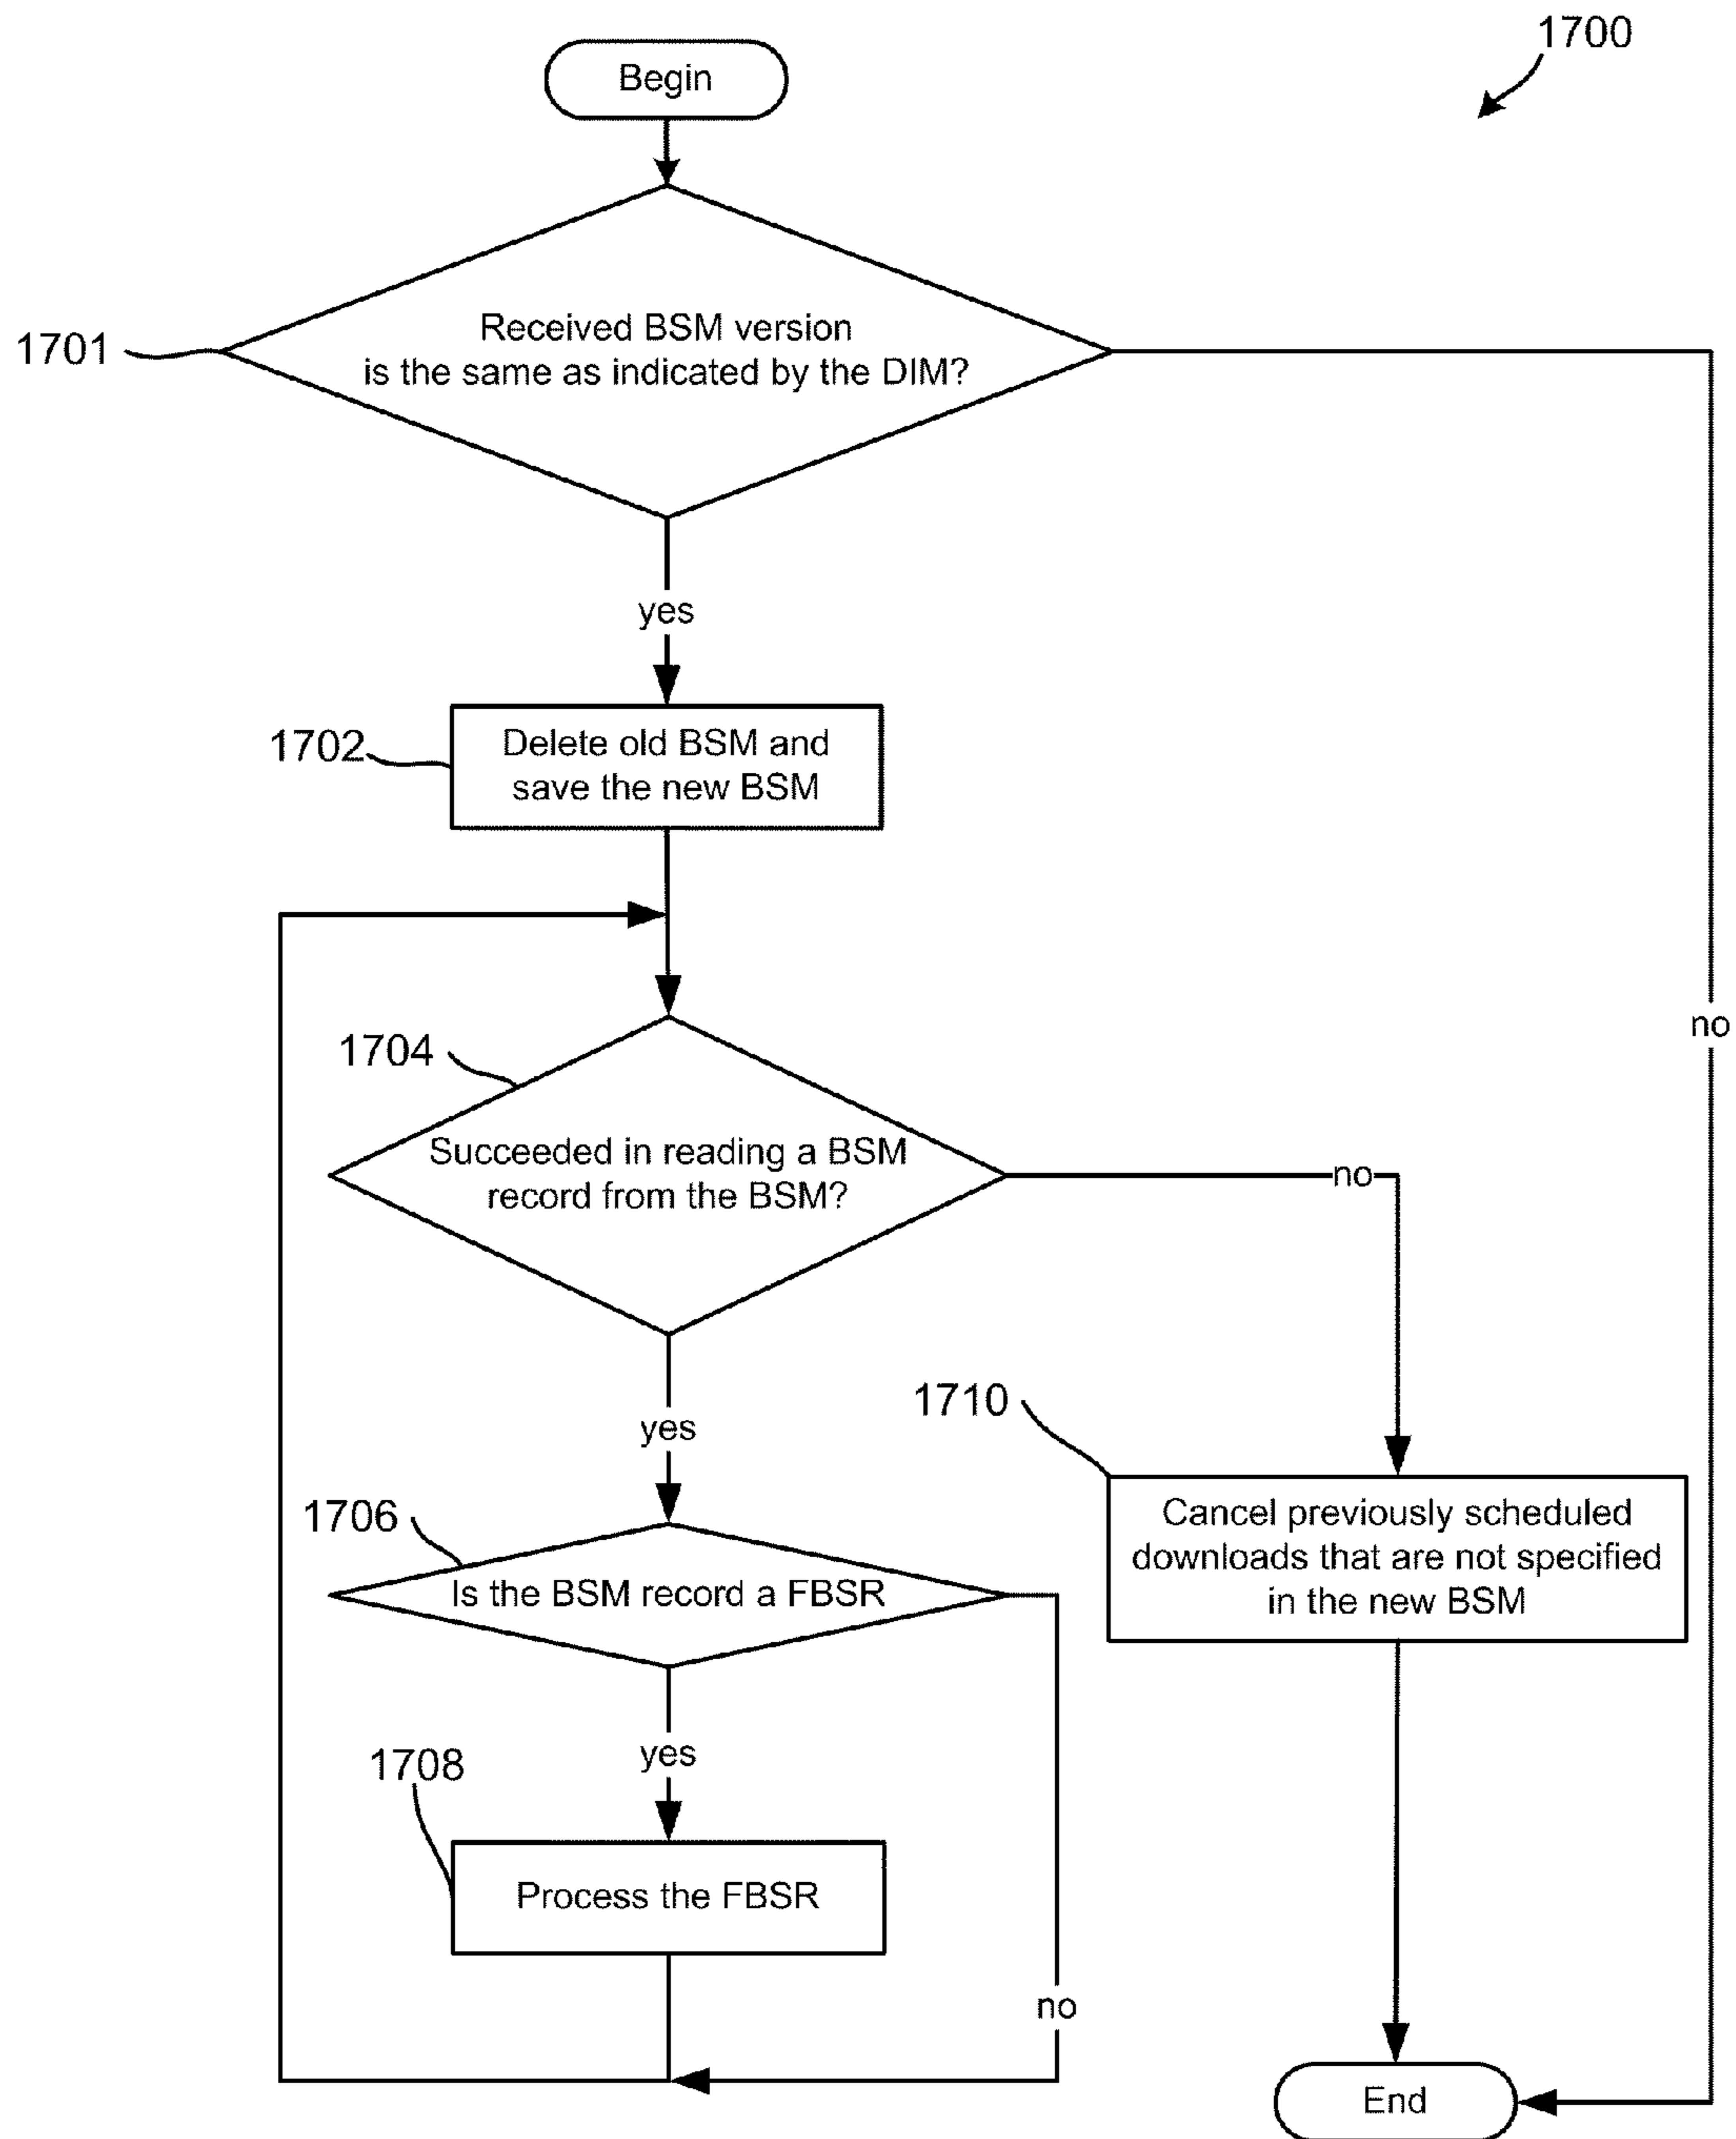 1700
Begin
1701
Received BSM version
is the same as indicated by the DIM?
yes
no
1702
Delete old BSM and
save the new BSM
1704
Succeeded in reading a BSM
record from the BSM?
no
yes
1710
Cancel previously scheduled
downloads that are not specified
in the new BSM
1706
Is the BSM record a FBSR
yes
1708
Process the FBSR
no
End